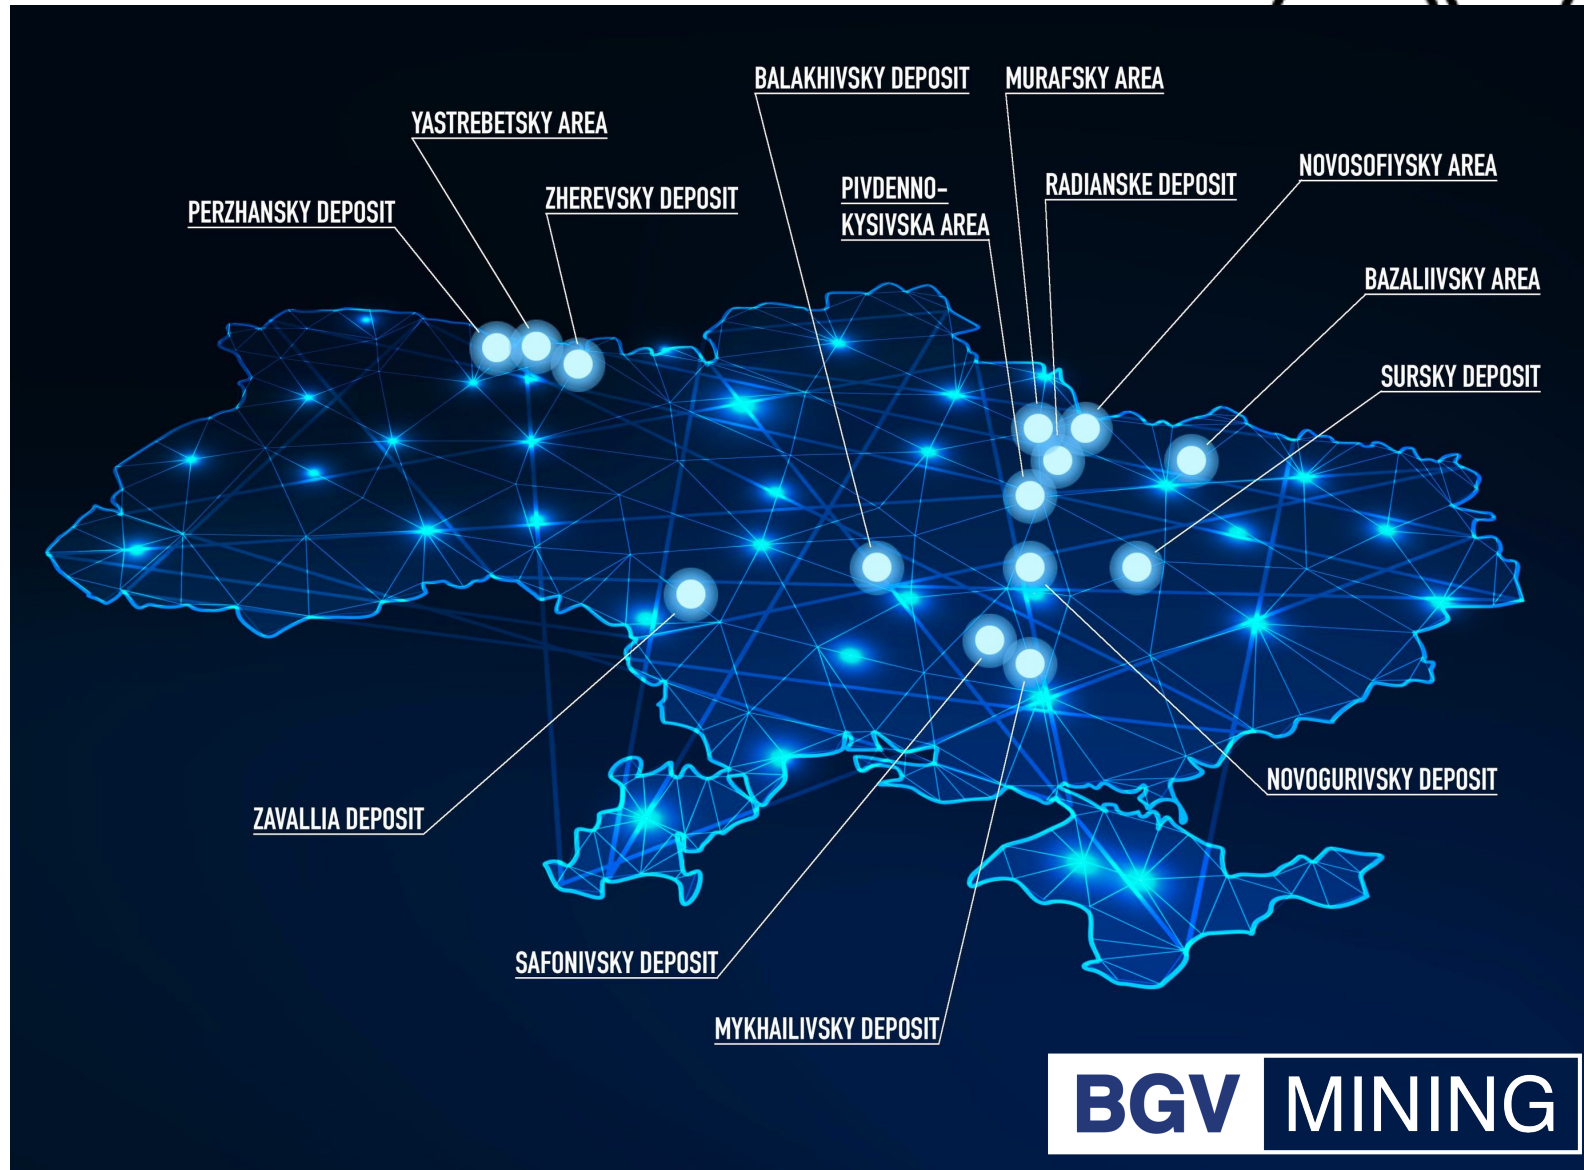 BALAKHIVSKY DEPOSIT
MURAFSKY AREA
YASTREBETSKY AREA
NOVOSOFIYSKY AREA
PIVDENNO-
KYSIVSKA AREA
RADIANSKE DEPOSIT
ZHEREVSKY DEPOSIT
PERZHANSKY DEPOSIT
BAZALIIVSKY AREA
SURSKY DEPOSIT
NOVOGURIVSKY DEPOSIT
ZAVALLIA DEPOSIT
SAFONIVSKY DEPOSIT
MYKHAILIVSKY DEPOSIT
BGV MINING